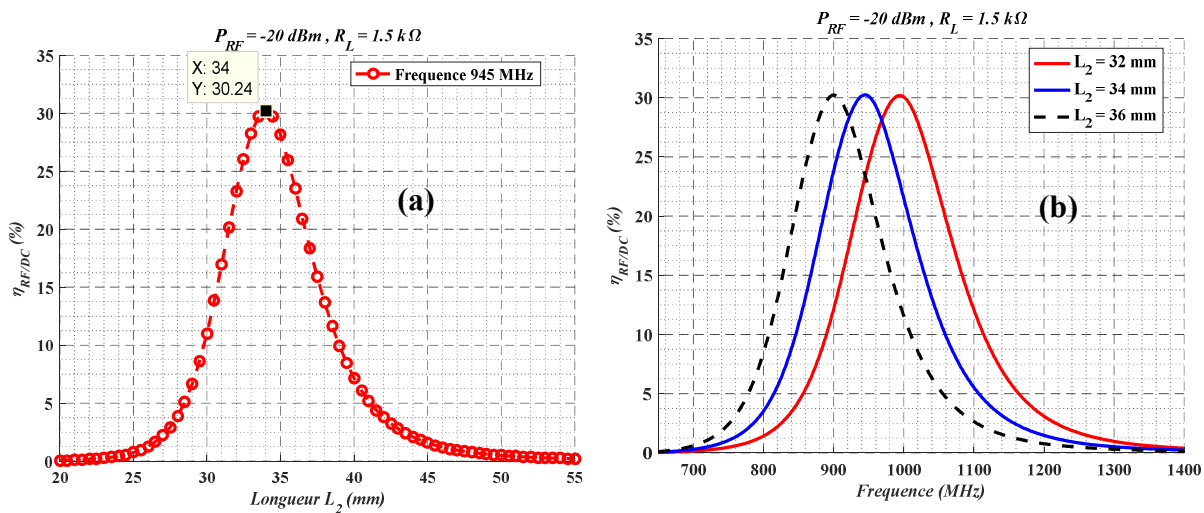 P_RF = -20 dBm , R_L = 1.5 k Ω
35
30
25
20
15
10
5
0
η_RF/DC (%)
X: 34
Y: 30.24
Frequence 945 MHz
(a)
20 25 30 35 40 45 50 55
Longueur L_2 (mm)
P_RF = -20 dBm , R_L = 1.5 k Ω
35
30
25
20
15
10
5
0
η_RF/DC (%)
L_2 = 32 mm
L_2 = 34 mm
L_2 = 36 mm
(b)
700 800 900 1000 1100 1200 1300 1400
Frequence (MHz)